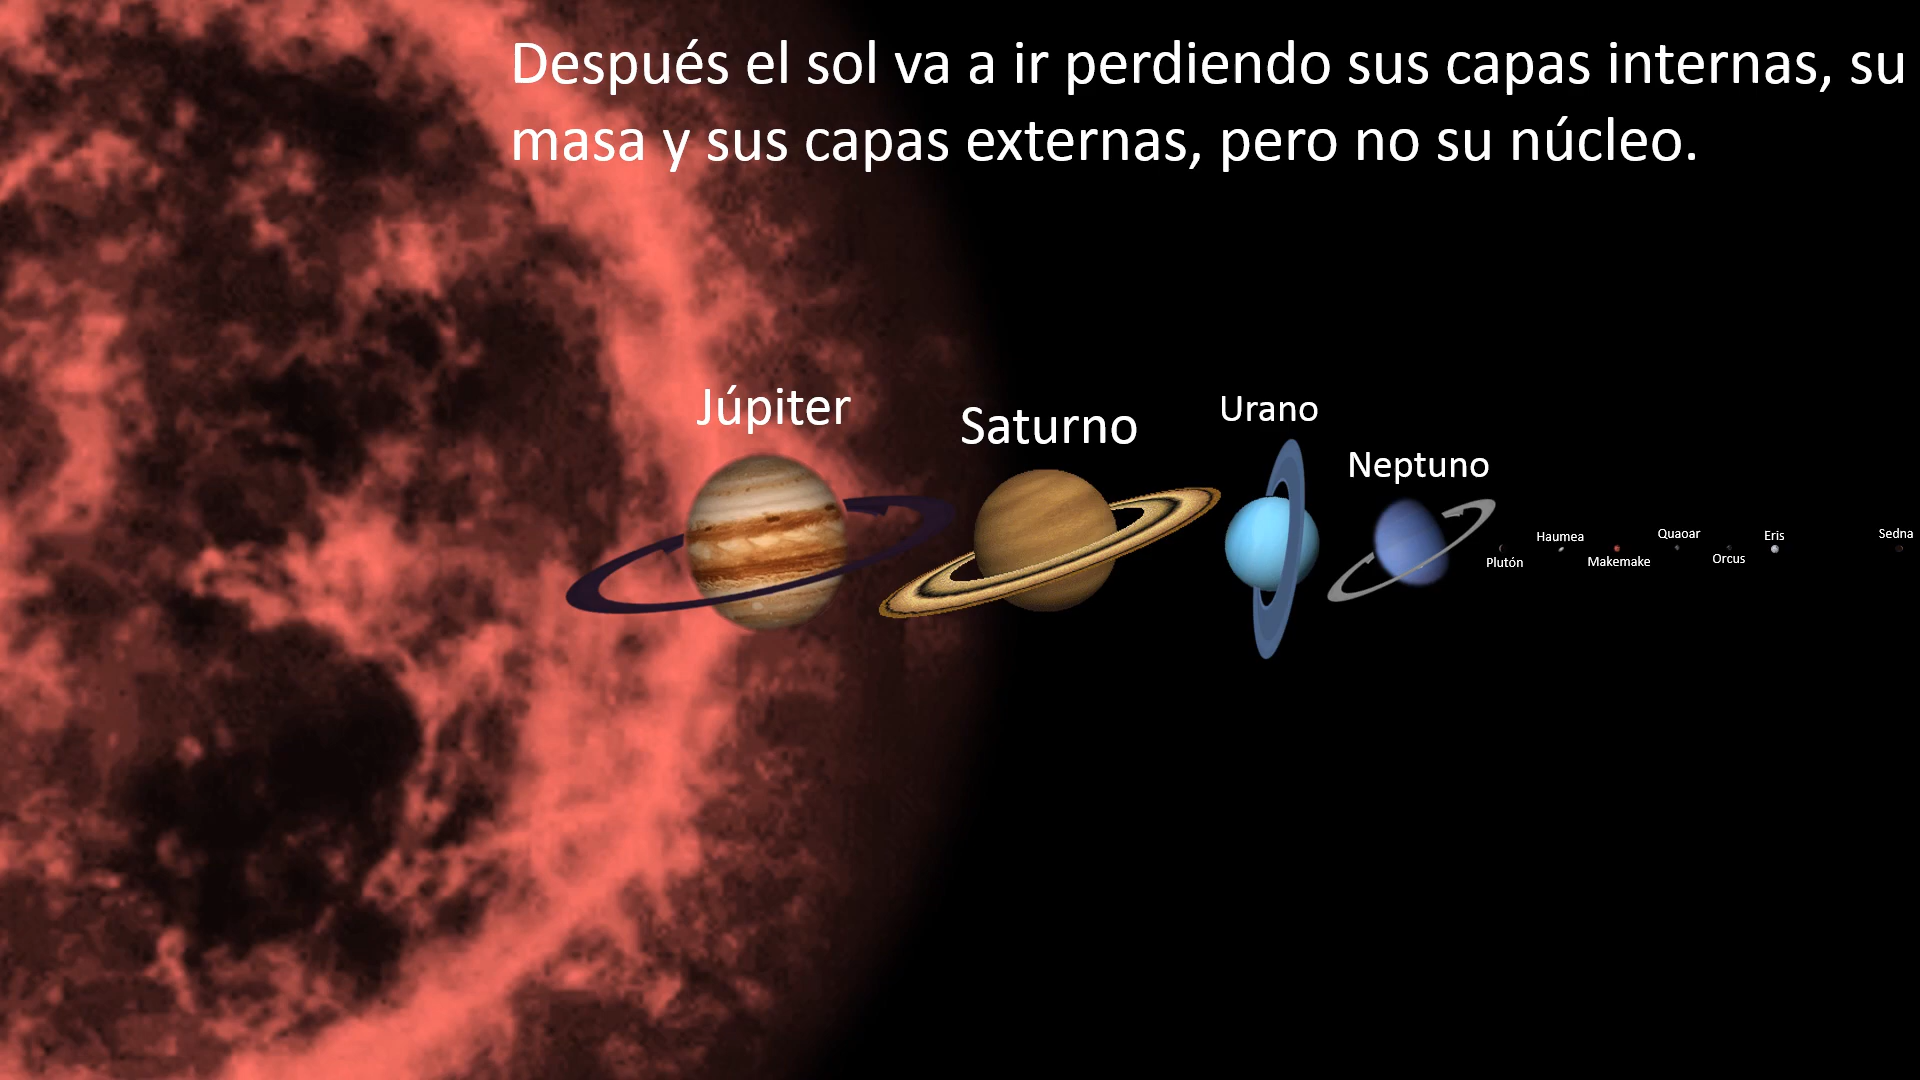 Después el sol va a ir perdiendo sus capas internas, su
masa y sus capas externas, pero no su núcleo.
Júpiter
Saturno
Urano
Neptuno
Plutón
Haumea
Makemake
Quaoar
Orcus
Eris
Sedna